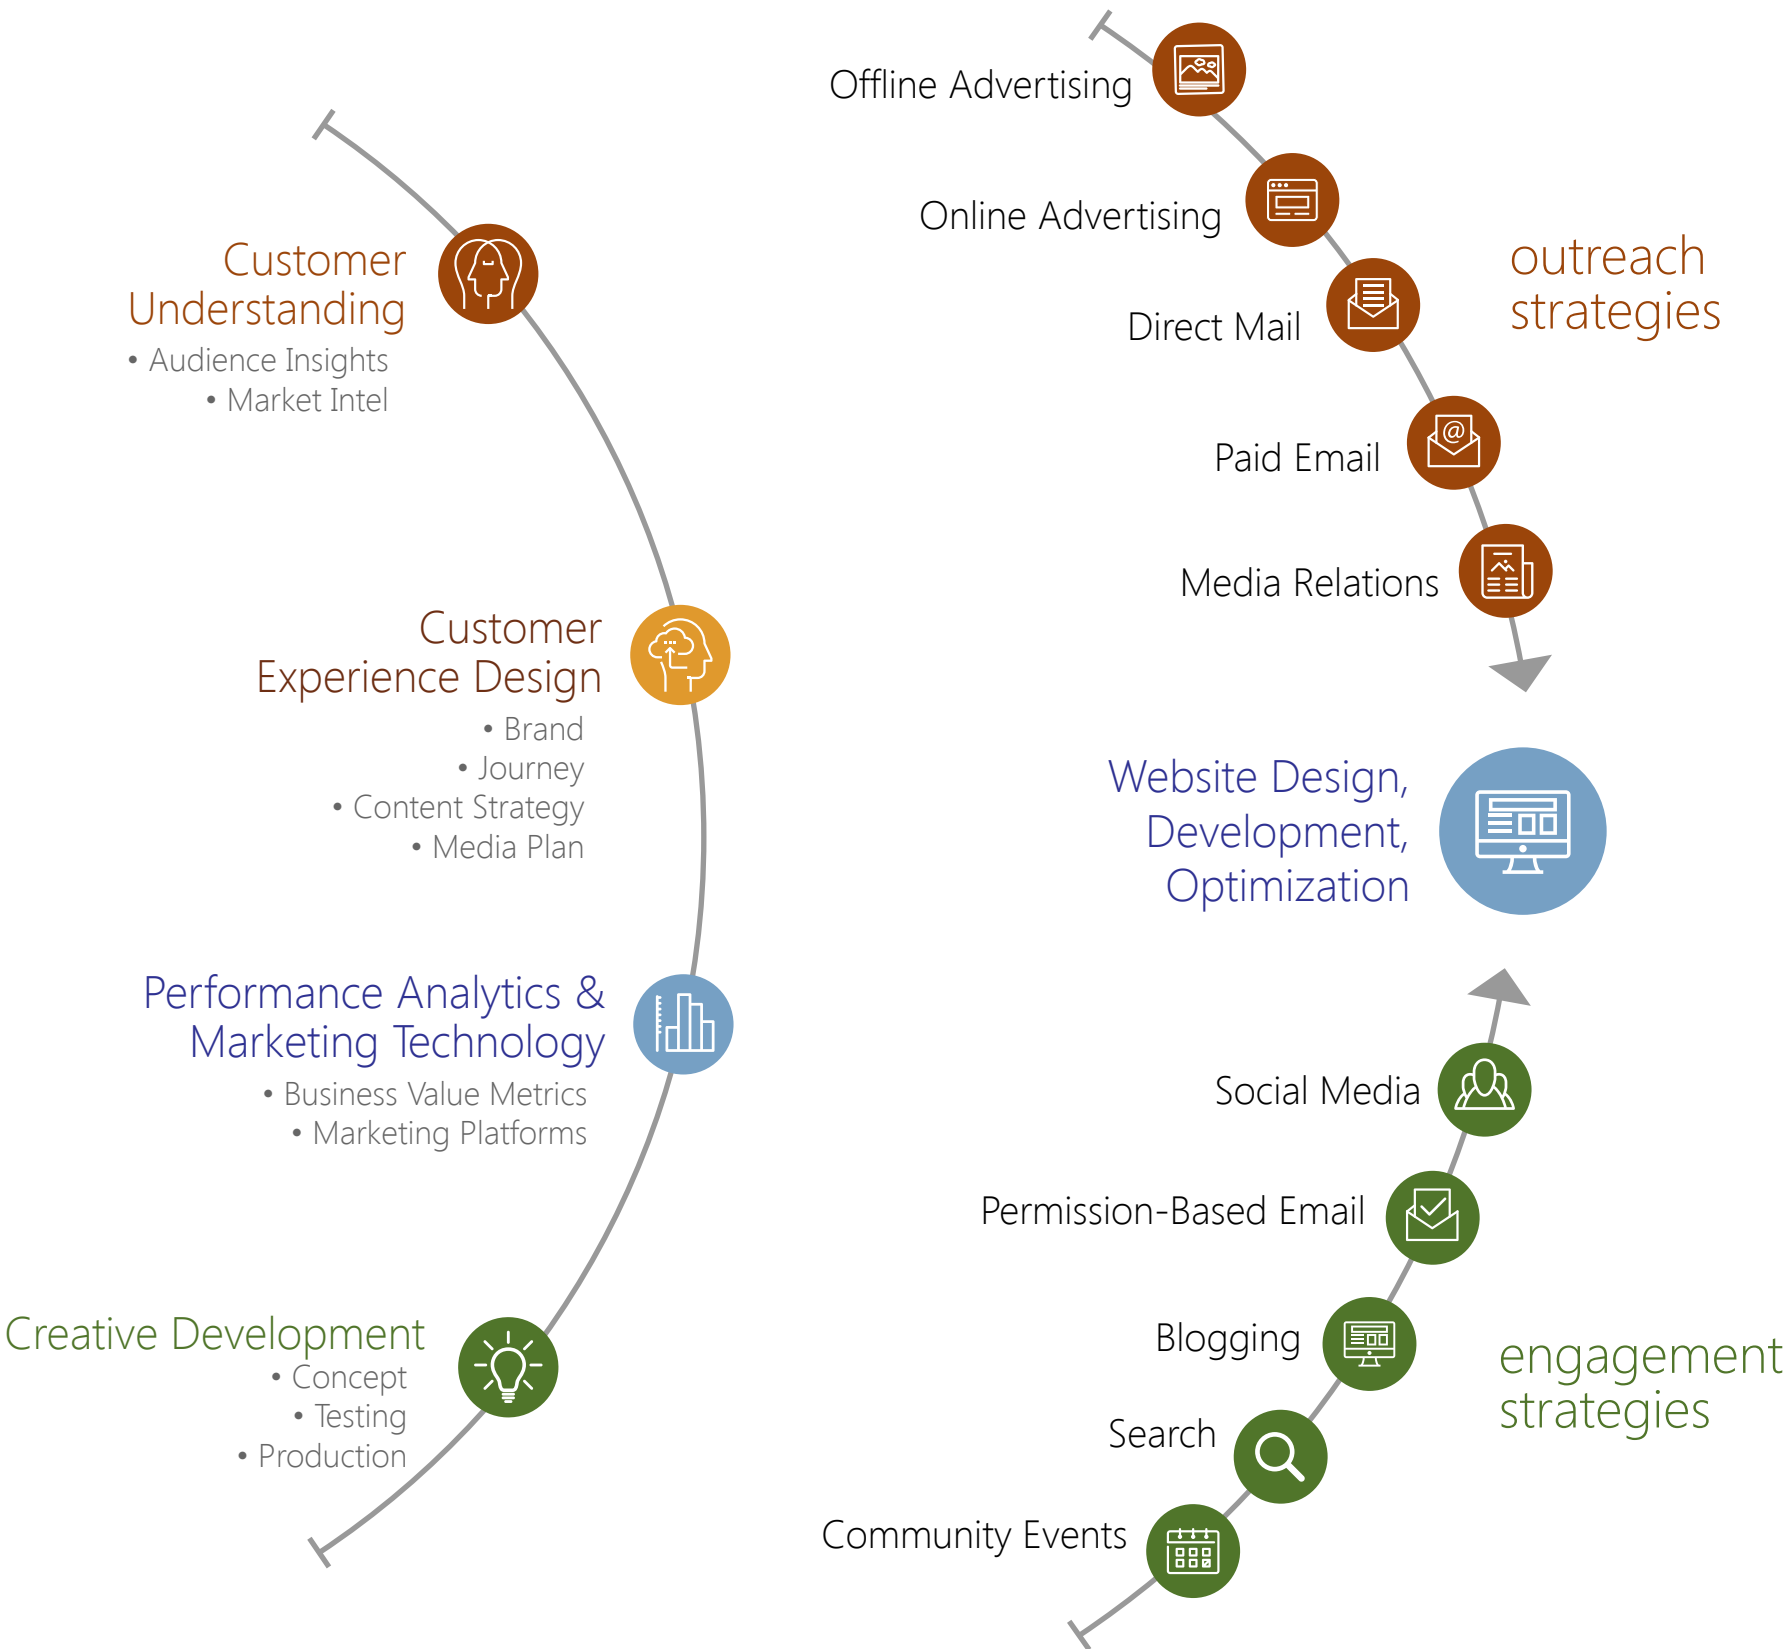 Customer
Understanding
• Audience Insights
• Market Intel
Customer
Experience Design
• Brand
• Journey
• Content Strategy
• Media Plan
Performance Analytics &
Marketing Technology
• Business Value Metrics
• Marketing Platforms
Creative Development
• Concept
• Testing
• Production
Offline Advertising
Online Advertising
Direct Mail
Paid Email
@
Media Relations
outreach
strategies
Website Design,
Development,
Optimization
Social Media
Permission-Based Email
Blogging
Search
Community Events
engagement
strategies